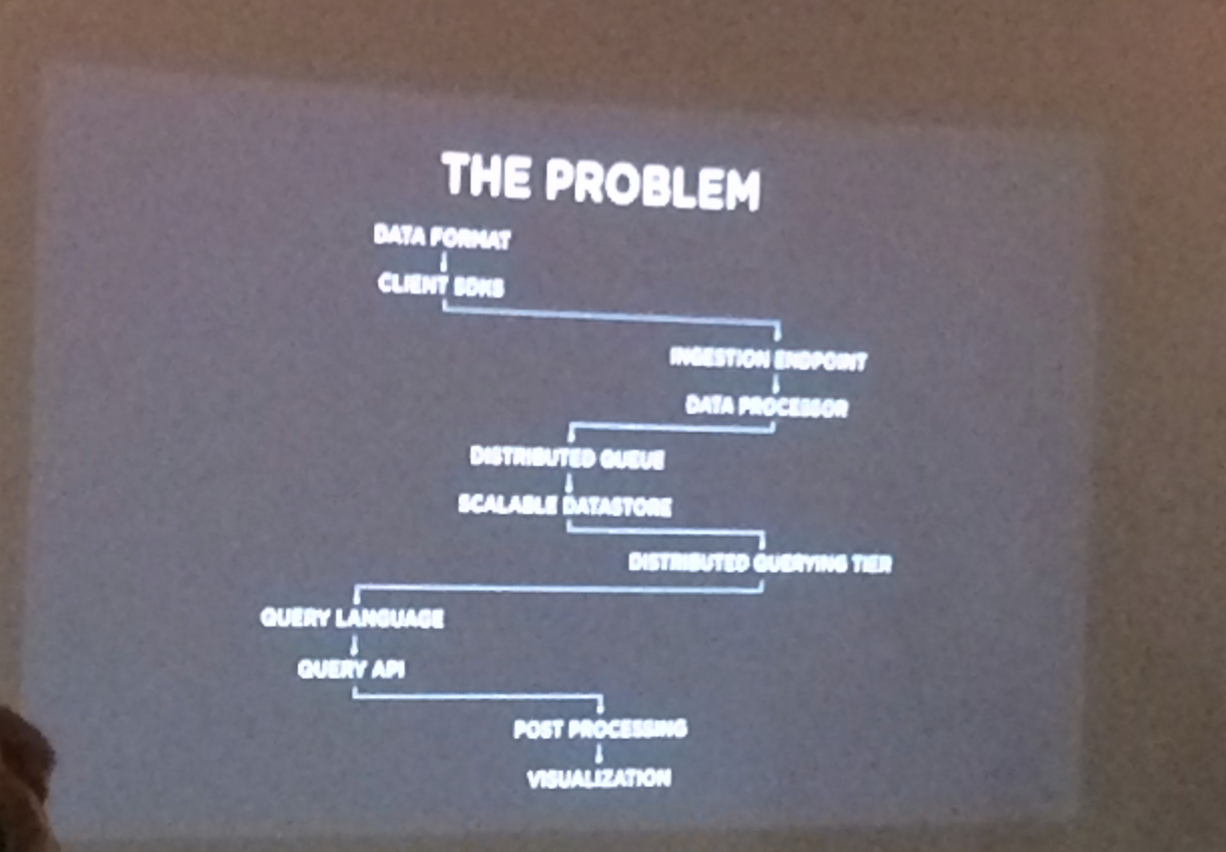 THE PROBLEM
DATA FORMAT
CLIENT SDKS
INGESTION ENDPOINT
DATA PROCESSOR
DISTRIBUTED QUEUE
SCALABLE DATASTORE
DISTRIBUTED QUERYING TIER
QUERY LANGUAGE
QUERY API
POST PROCESSING
VISUALIZATION